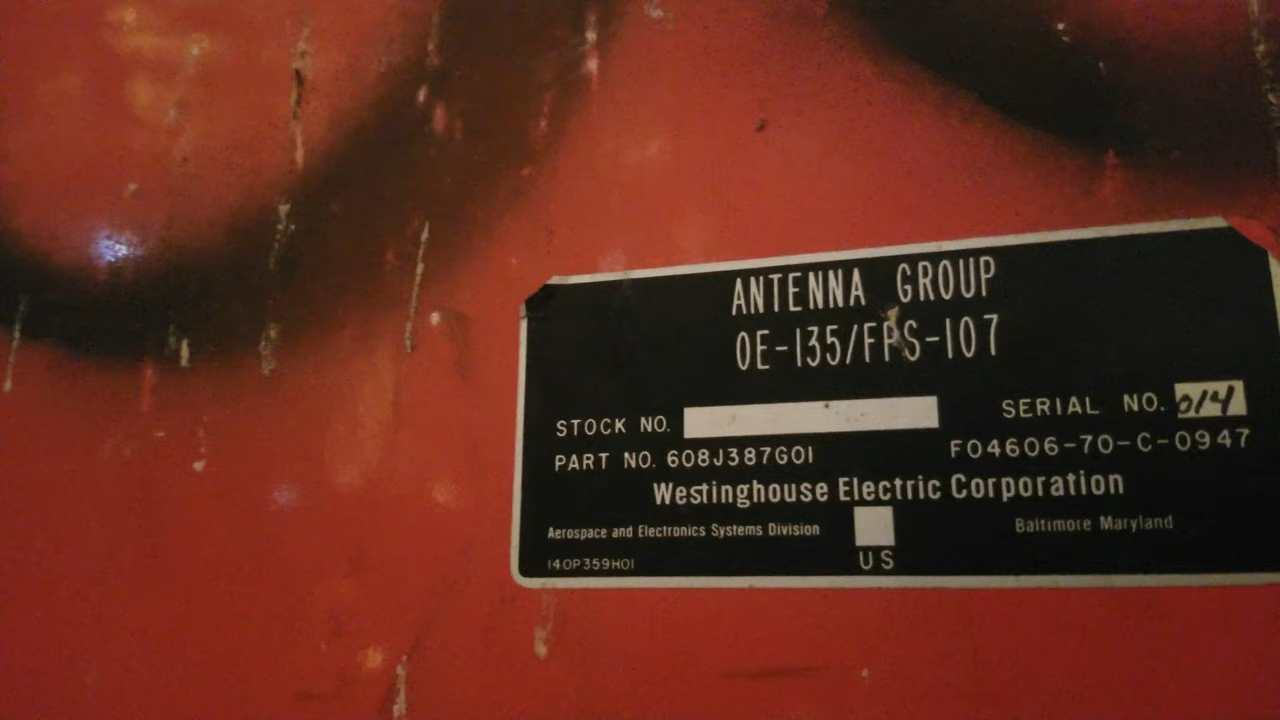 ANTENNA GROUP
OE-135/FPS-107
STOCK NO. SERIAL NO. 014
PART NO. 608J387G01 F04606-70-C-0947
Westinghouse Electric Corporation
Aerospace and Electronics Systems Division Baltimore Maryland
US
140P359H01